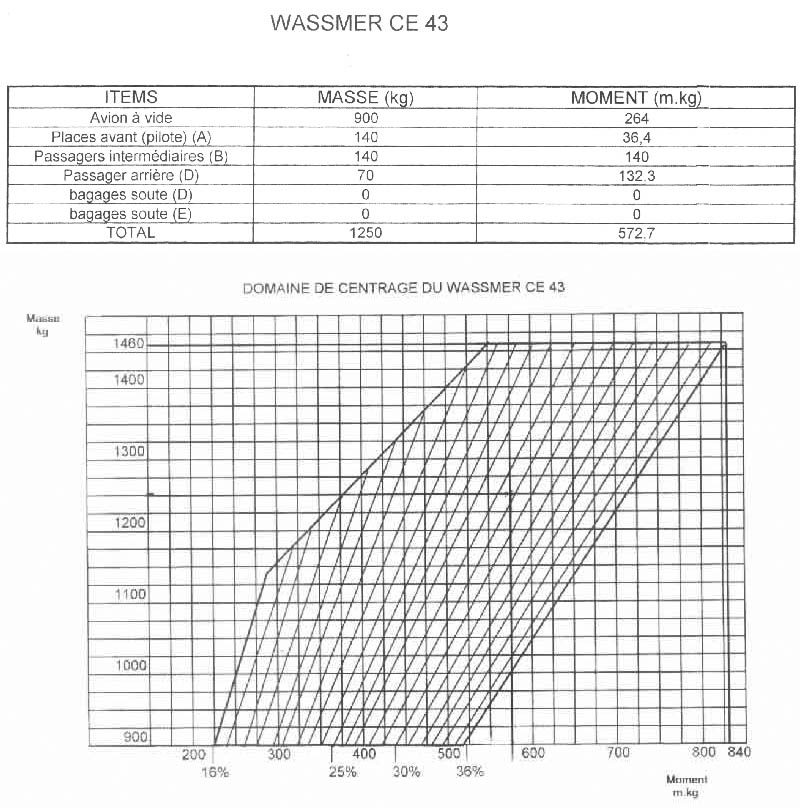 WASSMER CE 43
ITEMS MASSE (kg) MOMENT (m.kg)
Avion à vide 900 264
Places avant (pilote) (A) 140 36,4
Passagers intermédiaires (B) 140 140
Passager arrière (D) 70 132.3
bagages soute (D) 0 0
bagages soute (E) 0 0
TOTAL 1250 572.7
DOMAINE DE CENTRAGE DU WASSMER CE 43
Masse
kg
1460
1400
1300
1200
1100
1000
900
200 300 400 500 600 700 800 840
16% 25% 30% 36%
Moment
m.kg